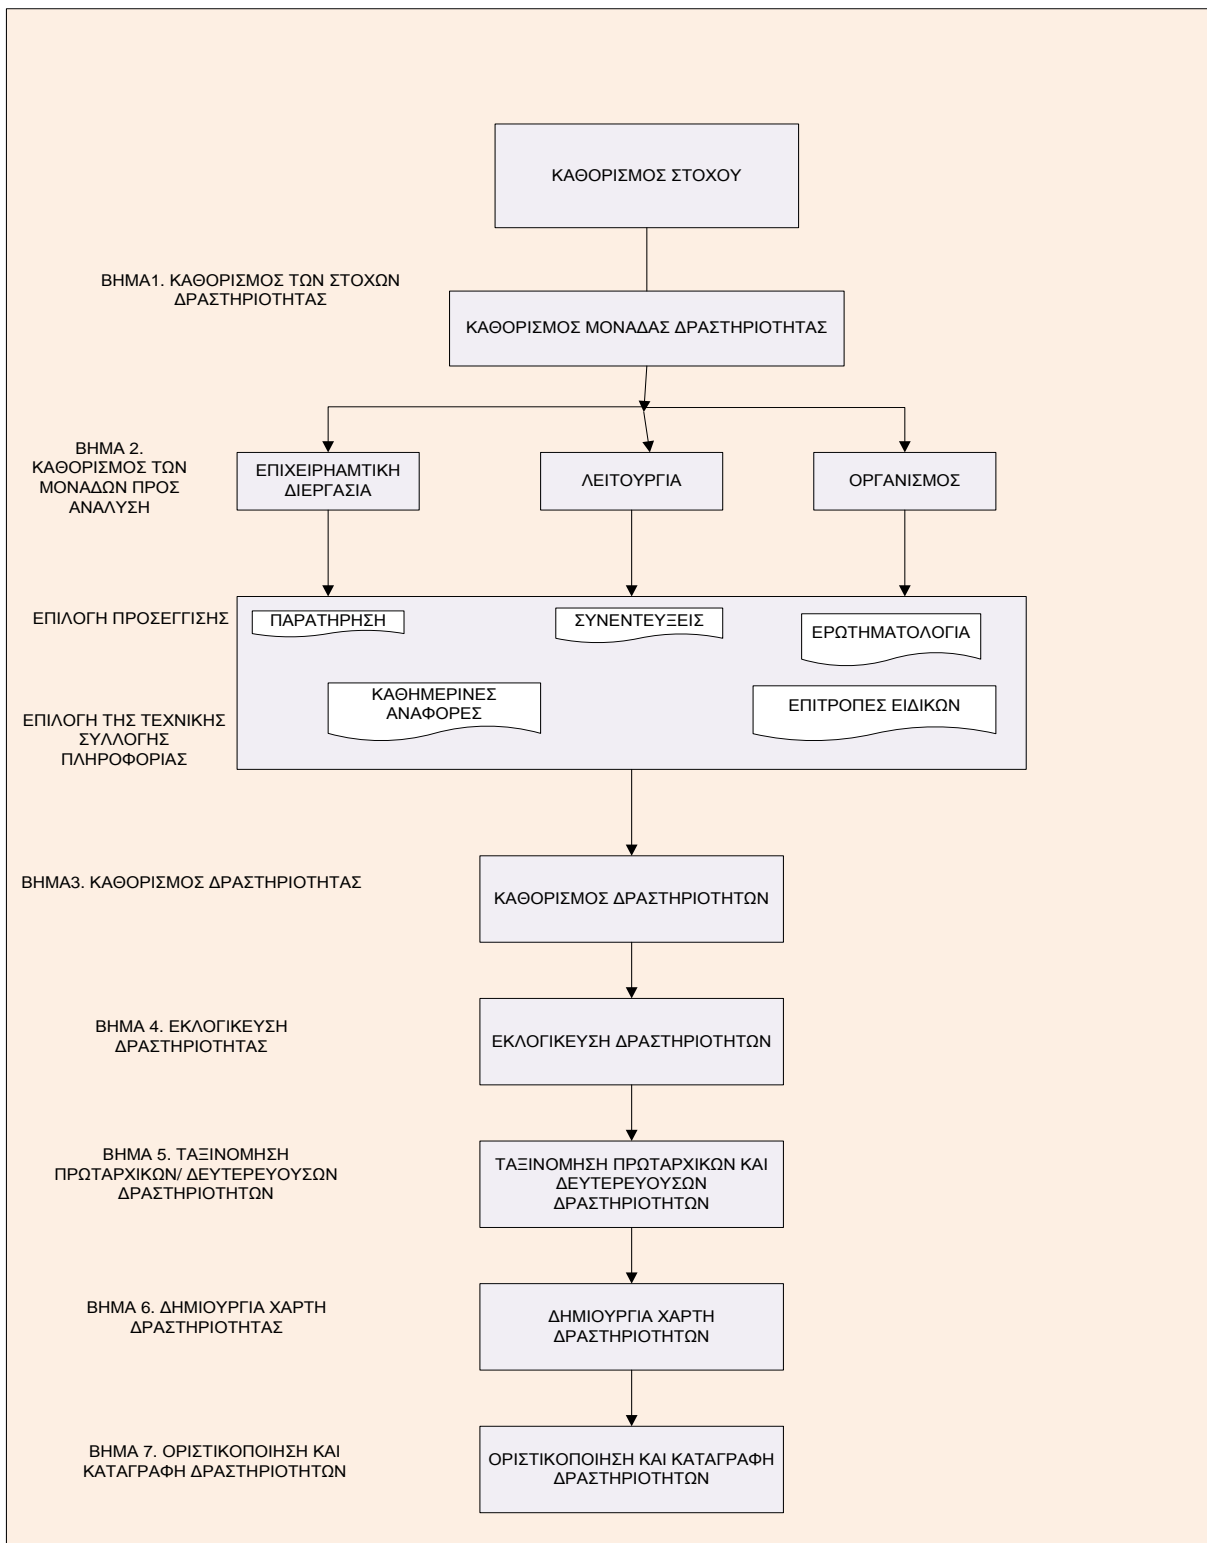 ΚΑΘΟΡΙΣΜΟΣ ΣΤΟΧΟΥ
ΒΗΜΑ1. ΚΑΘΟΡΙΣΜΟΣ ΤΩΝ ΣΤΟΧΩΝ
ΔΡΑΣΤΗΡΙΟΤΗΤΑΣ
ΚΑΘΟΡΙΣΜΟΣ ΜΟΝΑΔΑΣ ΔΡΑΣΤΗΡΙΟΤΗΤΑΣ
ΒΗΜΑ 2.
ΚΑΘΟΡΙΣΜΟΣ ΤΩΝ
ΜΟΝΑΔΩΝ ΠΡΟΣ
ΑΝΑΛΥΣΗ
ΕΠΙΧΕΙΡΗΑΜΤΙΚΗ
ΔΙΕΡΓΑΣΙΑ
ΛΕΙΤΟΥΡΓΙΑ
ΟΡΓΑΝΙΣΜΟΣ
ΕΠΙΛΟΓΗ ΠΡΟΣΕΓΓΙΣΗΣ
ΠΑΡΑΤΗΡΗΣΗ
ΣΥΝΕΝΤΕΥΞΕΙΣ
ΕΡΩΤΗΜΑΤΟΛΟΓΙΑ
ΕΠΙΛΟΓΗ ΤΗΣ ΤΕΧΝΙΚΗΣ
ΣΥΛΛΟΓΗΣ
ΠΛΗΡΟΦΟΡΙΑΣ
ΚΑΘΗΜΕΡΙΝΕΣ
ΑΝΑΦΟΡΕΣ
ΕΠΙΤΡΟΠΕΣ ΕΙΔΙΚΩΝ
ΒΗΜΑ3. ΚΑΘΟΡΙΣΜΟΣ ΔΡΑΣΤΗΡΙΟΤΗΤΑΣ
ΚΑΘΟΡΙΣΜΟΣ ΔΡΑΣΤΗΡΙΟΤΗΤΩΝ
ΒΗΜΑ 4. ΕΚΛΟΓΙΚΕΥΣΗ
ΔΡΑΣΤΗΡΙΟΤΗΤΑΣ
ΕΚΛΟΓΙΚΕΥΣΗ ΔΡΑΣΤΗΡΙΟΤΗΤΩΝ
ΒΗΜΑ 5. ΤΑΞΙΝΟΜΗΣΗ
ΠΡΩΤΑΡΧΙΚΩΝ/ ΔΕΥΤΕΡΕΥΟΥΣΩΝ
ΔΡΑΣΤΗΡΙΟΤΗΤΩΝ
ΤΑΞΙΝΟΜΗΣΗ ΠΡΩΤΑΡΧΙΚΩΝ ΚΑΙ
ΔΕΥΤΕΡΕΥΟΥΣΩΝ
ΔΡΑΣΤΗΡΙΟΤΗΤΩΝ
ΒΗΜΑ 6. ΔΗΜΙΟΥΡΓΙΑ ΧΑΡΤΗ
ΔΡΑΣΤΗΡΙΟΤΗΤΑΣ
ΔΗΜΙΟΥΡΓΙΑ ΧΑΡΤΗ
ΔΡΑΣΤΗΡΙΟΤΗΤΩΝ
ΒΗΜΑ 7. ΟΡΙΣΤΙΚΟΠΟΙΗΣΗ ΚΑΙ
ΚΑΤΑΓΡΑΦΗ ΔΡΑΣΤΗΡΙΟΤΗΤΩΝ
ΟΡΙΣΤΙΚΟΠΟΙΗΣΗ ΚΑΙ ΚΑΤΑΓΡΑΦΗ
ΔΡΑΣΤΗΡΙΟΤΗΤΩΝ